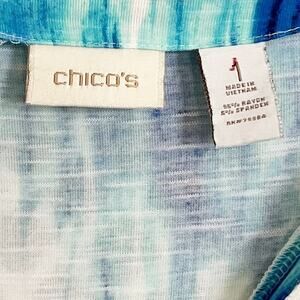 chico's
1
MADE IN
VIETNAM
95% RAYON
5% SPANDEX